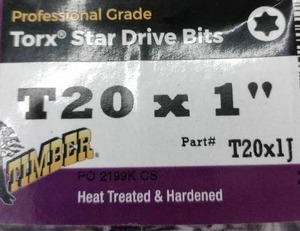 Professional Grade
Torx® Star Drive Bits
T20 x 1"
Part# T20x1J
TIMBER
PO 2199K CS
Heat Treated & Hardened